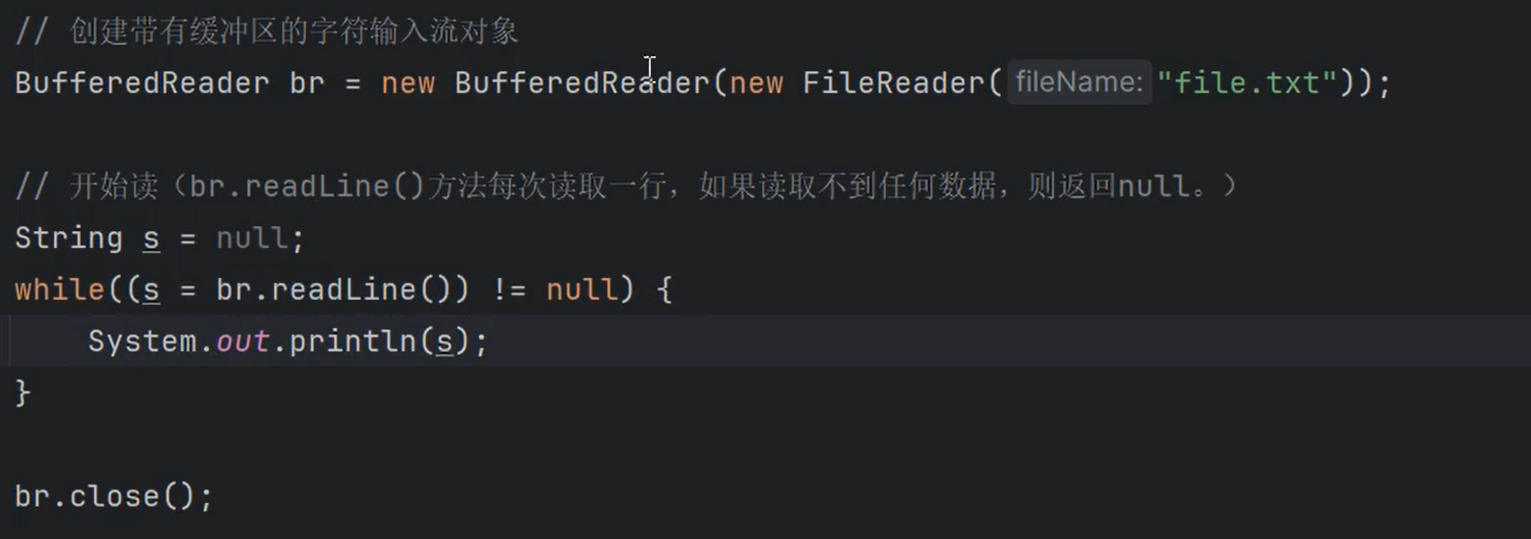 // 创建带有缓冲区的字符输入流对象
BufferedReader br = new BufferedReader(new FileReader( fileName: "file.txt"));
// 开始读（br.readLine()方法每次读取一行，如果读取不到任何数据，则返回null。）
String s = null;
while((s = br.readLine()) != null) {
    System.out.println(s);
}
br.close();